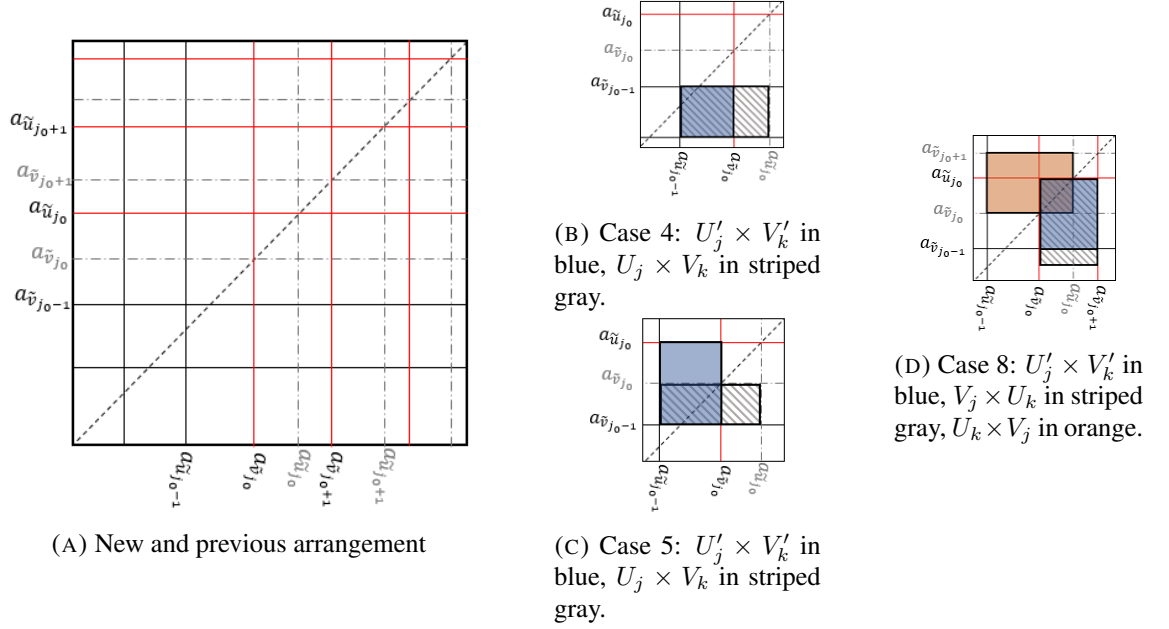 a_{ũ_{j_0+1}}
a_{ṽ_{j_0+1}}
a_{ũ_{j_0}}
a_{ṽ_{j_0}}
a_{ṽ_{j_0-1}}
a_{ũ_{j_0-1}}
a_{ṽ_{j_0}}
a_{ũ_{j_0}}
a_{ṽ_{j_0+1}}
a_{ũ_{j_0+1}}
(A) New and previous arrangement
a_{ũ_{j_0}}
a_{ṽ_{j_0}}
a_{ṽ_{j_0-1}}
a_{ũ_{j_0-1}}
a_{ṽ_{j_0}}
a_{ũ_{j_0}}
(B) Case 4: U′_j × V′_k in
blue, U_j × V_k in striped
gray.
a_{ũ_{j_0}}
a_{ṽ_{j_0}}
a_{ṽ_{j_0-1}}
a_{ũ_{j_0-1}}
a_{ṽ_{j_0}}
a_{ũ_{j_0}}
(C) Case 5: U′_j × V′_k in
blue, U_j × V_k in striped
gray.
a_{ṽ_{j_0+1}}
a_{ũ_{j_0}}
a_{ṽ_{j_0}}
a_{ṽ_{j_0-1}}
a_{ũ_{j_0-1}}
a_{ṽ_{j_0}}
a_{ũ_{j_0}}
a_{ṽ_{j_0+1}}
(D) Case 8: U′_j × V′_k in
blue, V_j × U_k in striped
gray, U_k × V_j in orange.